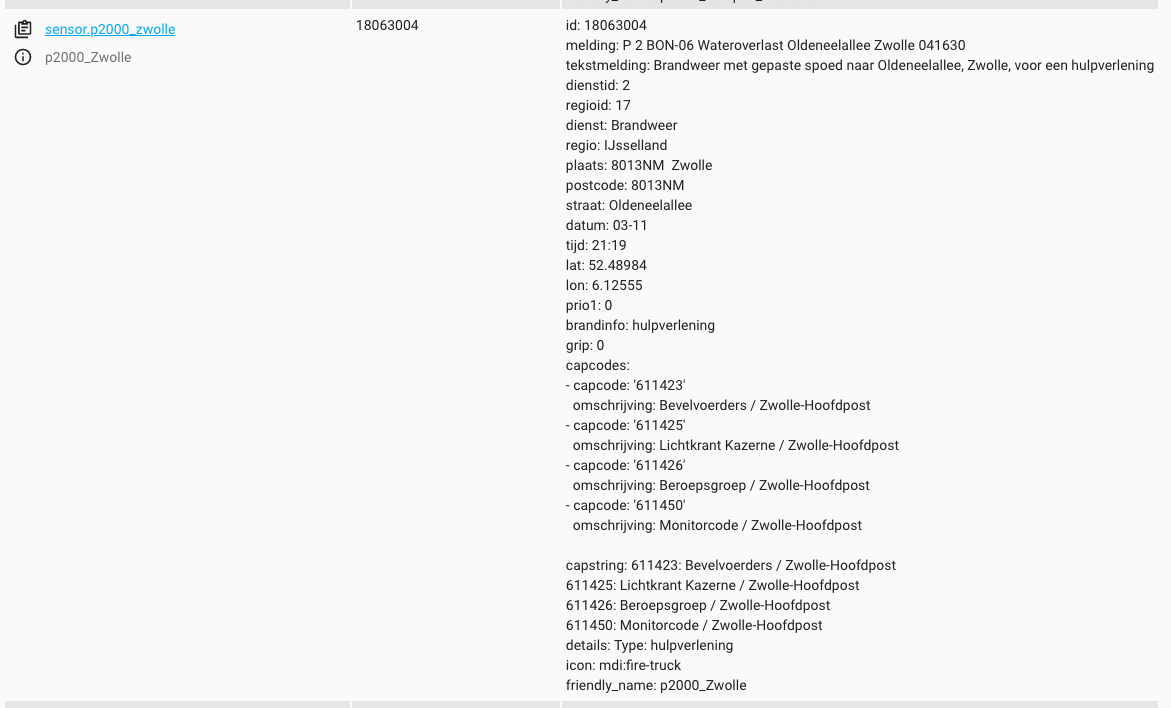 sensor.p2000_zwolle
p2000_Zwolle
18063004
id: 18063004
melding: P 2 BON-06 Wateroverlast Oldeneelallee Zwolle 041630
tekstmelding: Brandweer met gepaste spoed naar Oldeneelallee, Zwolle, voor een hulpverlening
dienstid: 2
regioid: 17
dienst: Brandweer
regio: IJsselland
plaats: 8013NM  Zwolle
postcode: 8013NM
straat: Oldeneelallee
datum: 03-11
tijd: 21:19
lat: 52.48984
lon: 6.12555
prio1: 0
brandinfo: hulpverlening
grip: 0
capcodes:
- capcode: '611423'
omschrijving: Bevelvoerders / Zwolle-Hoofdpost
- capcode: '611425'
omschrijving: Lichtkrant Kazerne / Zwolle-Hoofdpost
- capcode: '611426'
omschrijving: Beroepsgroep / Zwolle-Hoofdpost
- capcode: '611450'
omschrijving: Monitorcode / Zwolle-Hoofdpost
capstring: 611423: Bevelvoerders / Zwolle-Hoofdpost
611425: Lichtkrant Kazerne / Zwolle-Hoofdpost
611426: Beroepsgroep / Zwolle-Hoofdpost
611450: Monitorcode / Zwolle-Hoofdpost
details: Type: hulpverlening
icon: mdi:fire-truck
friendly_name: p2000_Zwolle